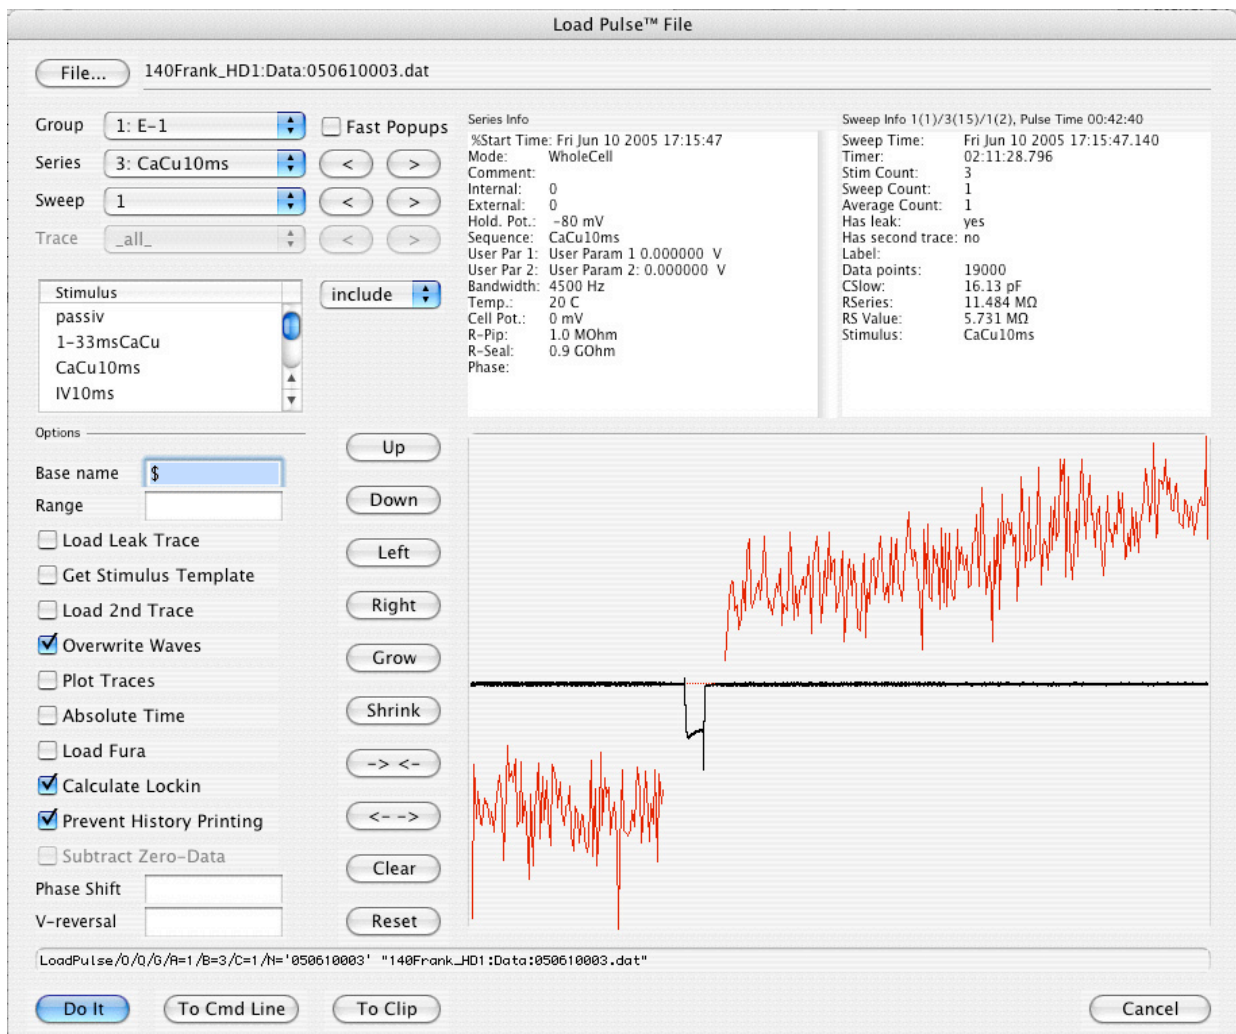 Load Pulse™ File
File... 140Frank_HD1:Data:050610003.dat
Group 1: E-1 Fast Popups
Series 3: CaCu10ms < >
Sweep 1 < >
Trace _all_ < >
Stimulus include
passiv
1-33msCaCu
CaCu10ms
IV10ms
Series Info
%Start Time: Fri Jun 10 2005 17:15:47
Mode: WholeCell
Comment:
Internal: 0
External: 0
Hold. Pot.: -80 mV
Sequence: CaCu10ms
User Par 1: User Param 1 0.000000 V
User Par 2: User Param 2: 0.000000 V
Bandwidth: 4500 Hz
Temp.: 20 C
Cell Pot.: 0 mV
R-Pip: 1.0 MOhm
R-Seal: 0.9 GOhm
Phase:
Sweep Info 1(1)/3(15)/1(2), Pulse Time 00:42:40
Sweep Time: Fri Jun 10 2005 17:15:47.140
Timer: 02:11:28.796
Stim Count: 3
Sweep Count: 1
Average Count: 1
Has leak: yes
Has second trace: no
Label:
Data points: 19000
CSlow: 16.13 pF
RSeries: 11.484 MΩ
RS Value: 5.731 MΩ
Stimulus: CaCu10ms
Options
Base name $
Range
Load Leak Trace
Get Stimulus Template
Load 2nd Trace
Overwrite Waves
Plot Traces
Absolute Time
Load Fura
Calculate Lockin
Prevent History Printing
Subtract Zero-Data
Phase Shift
V-reversal
Up
Down
Left
Right
Grow
Shrink
-> <-
<- ->
Clear
Reset
LoadPulse/O/Q/G/A=1/B=3/C=1/N='050610003' "140Frank_HD1:Data:050610003.dat"
Do It To Cmd Line To Clip Cancel